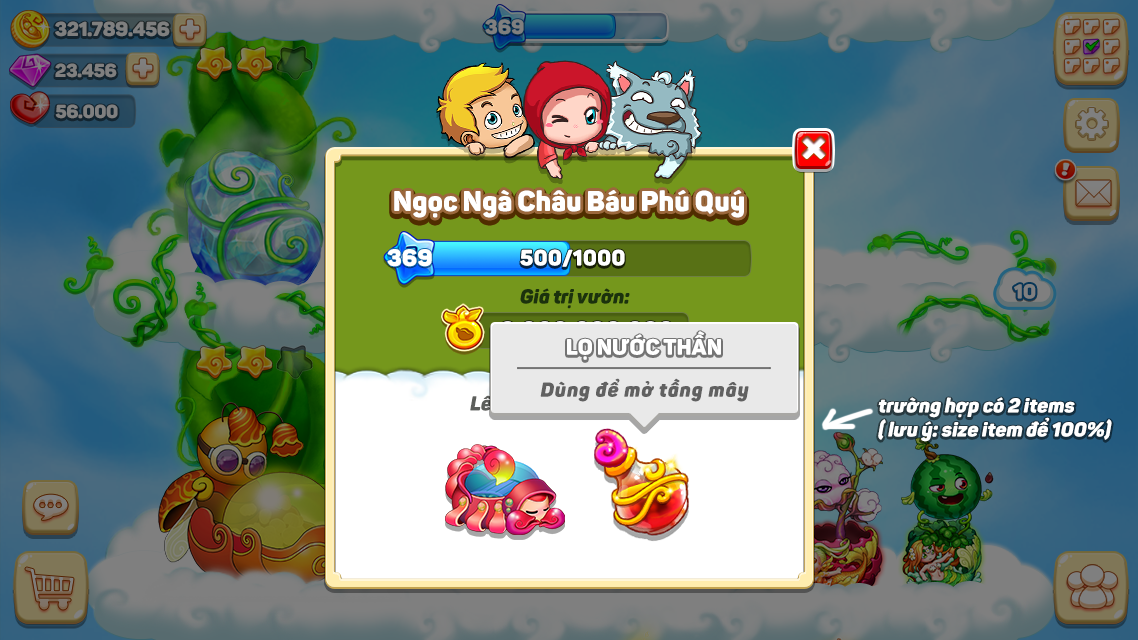 321.789.456
369
23.456
56.000
Ngọc Ngà Châu Báu Phú Quý
369
500/1000
Giá trị vườn:
LỌ NƯỚC THẦN
Dùng để mờ tầng mây
10
trường hợp có 2 items
( lưu ý: size item để 100%)